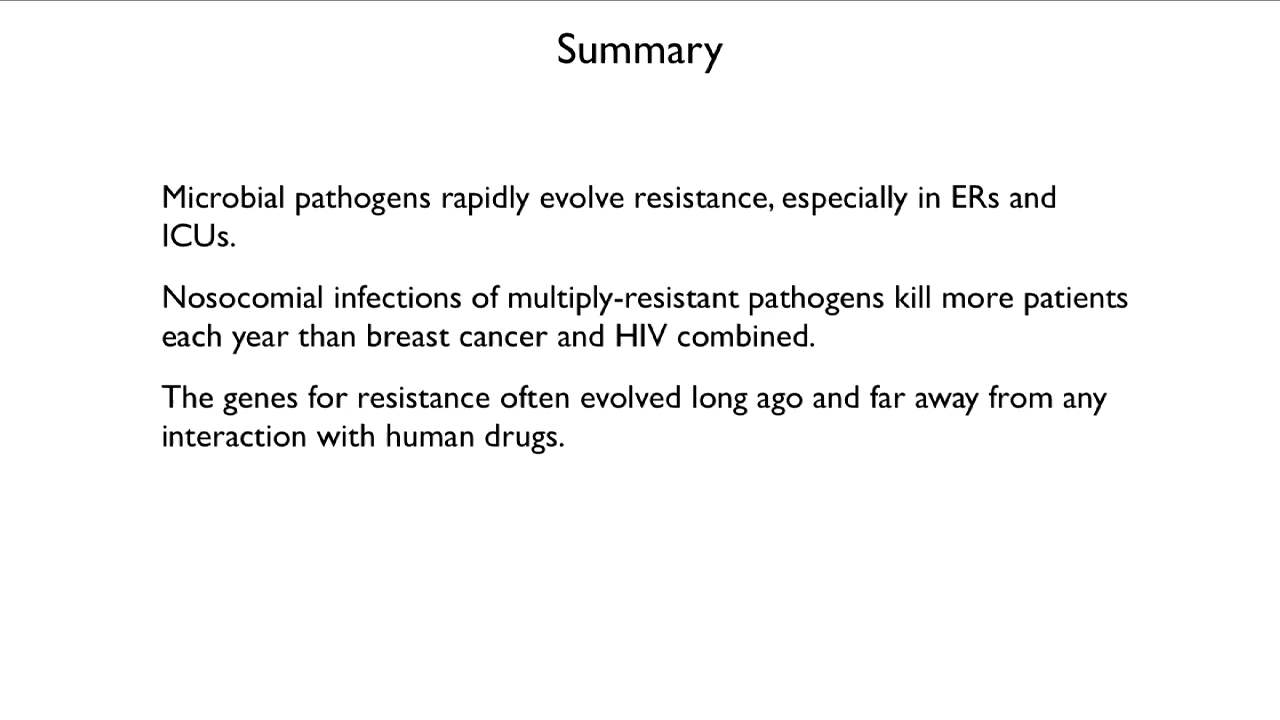 Summary
Microbial pathogens rapidly evolve resistance, especially in ERs and
ICUs.
Nosocomial infections of multiply-resistant pathogens kill more patients
each year than breast cancer and HIV combined.
The genes for resistance often evolved long ago and far away from any
interaction with human drugs.